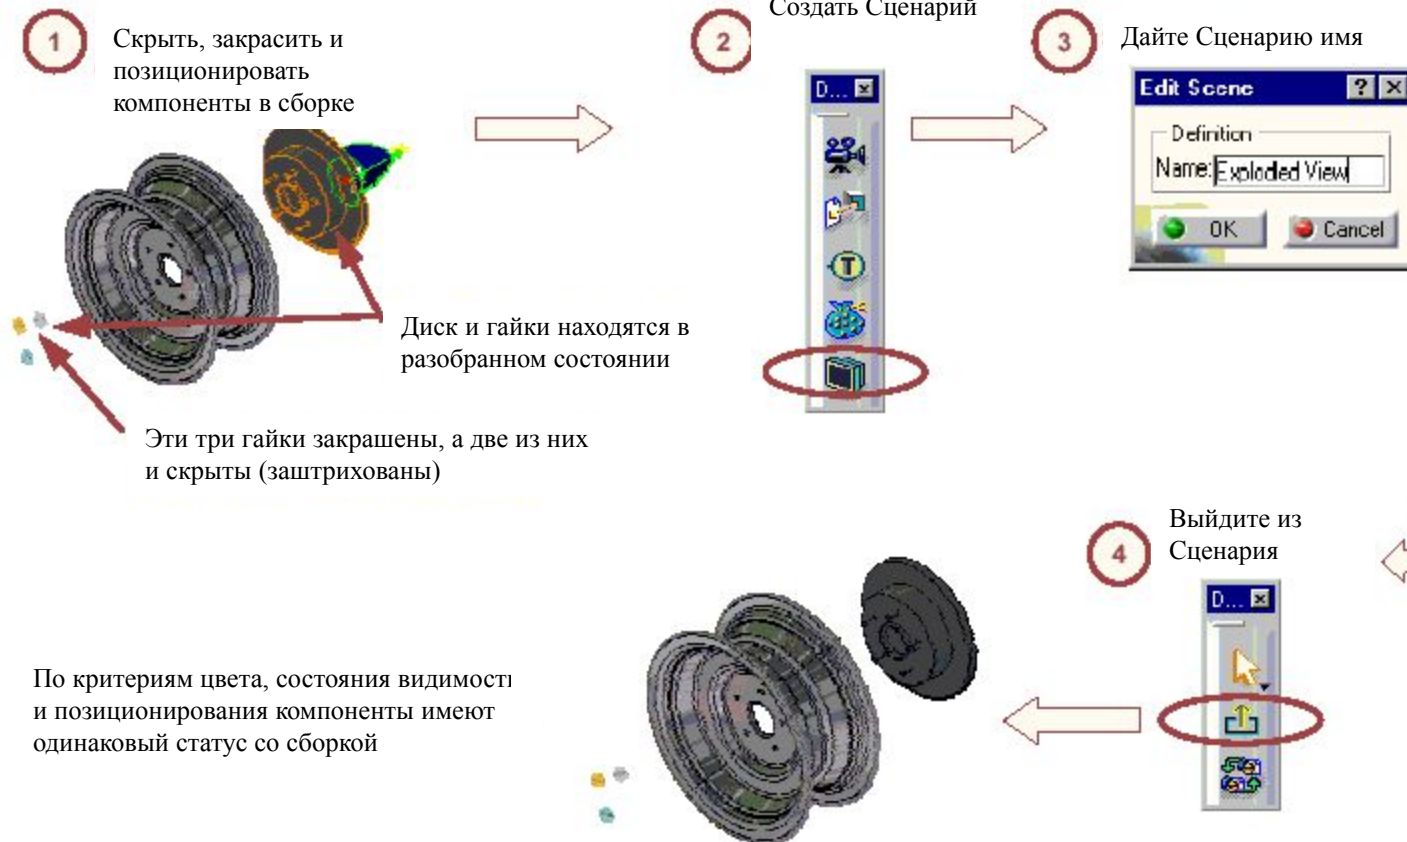 1
Скрыть, закрасить и
позиционировать
компоненты в сборке
2
Создать Сценарий
3
Дайте Сценарию имя
D...
T
Edit Scene
Definition
Name: Exploded View
OK
Cancel
Диск и гайки находятся в
разобранном состоянии
Эти три гайки закрашены, а две из них
и скрыты (заштрихованы)
4
Выйдите из
Сценария
D...
По критериям цвета, состояния видимости
и позиционирования компоненты имеют
одинаковый статус со сборкой